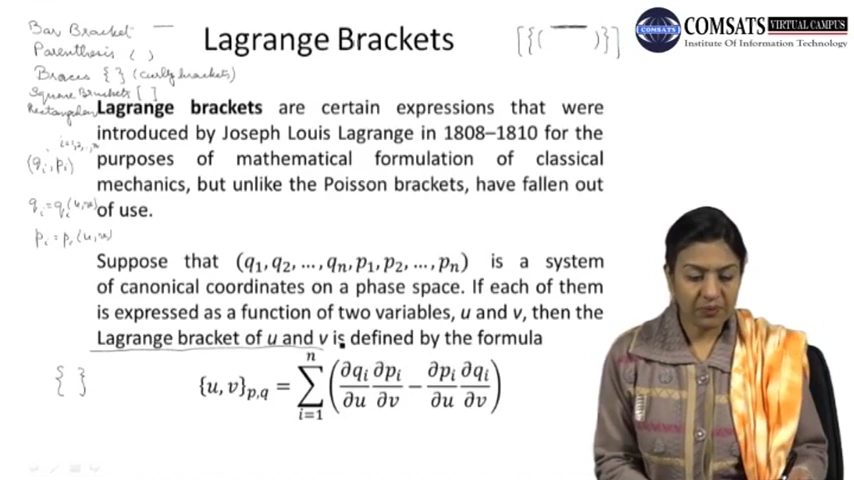 Bar Bracket —
Parenthesis ( )
Braces { } (curly brackets)
Square Brackets [ ]
Rectangular
Lagrange Brackets
[{( ‾‾ )}]
COMSATS VIRTUAL CAMPUS
Institute Of Information Technology
Lagrange brackets are certain expressions that were
introduced by Joseph Louis Lagrange in 1808–1810 for the
purposes of mathematical formulation of classical
mechanics, but unlike the Poisson brackets, have fallen out
of use.
i=1,2,..,n
(qᵢ, pᵢ)
qᵢ = qᵢ(u,v)
pᵢ = pᵢ(u,v)
Suppose that (q₁, q₂, …, qₙ, p₁, p₂, …, pₙ) is a system
of canonical coordinates on a phase space. If each of them
is expressed as a function of two variables, u and v, then the
Lagrange bracket of u and v is defined by the formula
{ }
{u, v}ₚ,q = ∑ⁿᵢ₌₁ (∂qᵢ/∂u ∂pᵢ/∂v − ∂pᵢ/∂u ∂qᵢ/∂v)